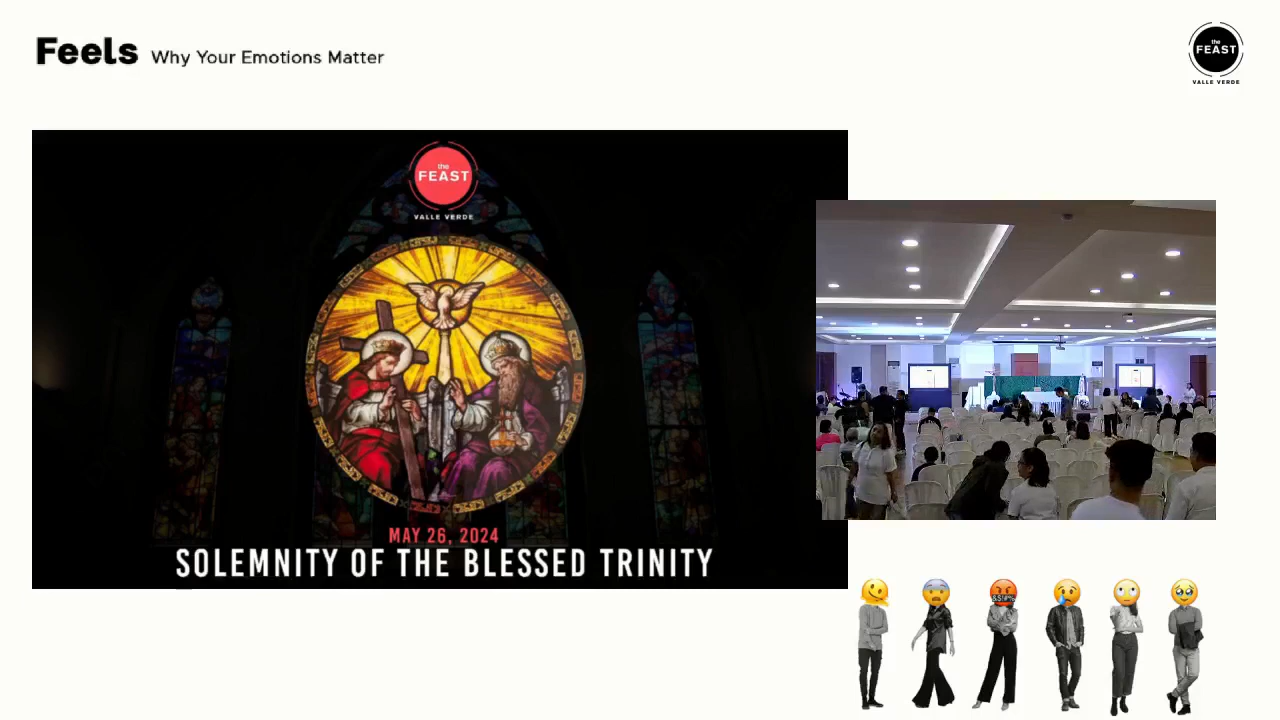 Feels Why Your Emotions Matter
the
FEAST
VALLE VERDE
the
FEAST
VALLE VERDE
MAY 26, 2024
SOLEMNITY OF THE BLESSED TRINITY
&$!#%